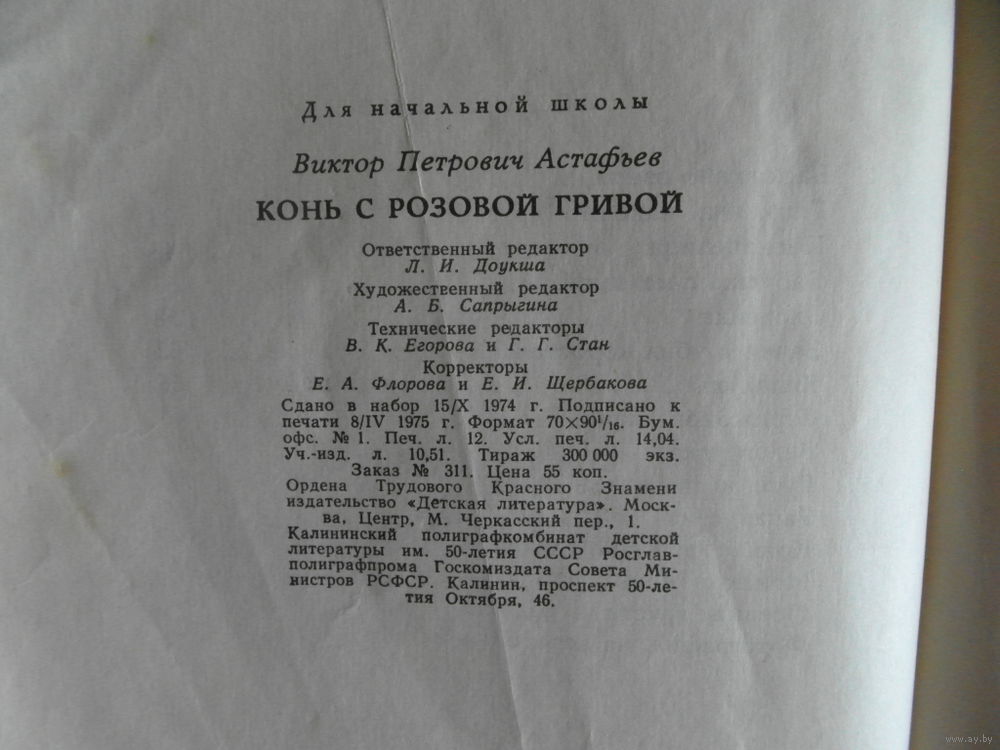 Для начальной школы
Виктор Петрович Астафьев
КОНЬ С РОЗОВОЙ ГРИВОЙ
Ответственный редактор
Л. И. Доукша
Художественный редактор
А. Б. Сапрыгина
Технические редакторы
В. К. Егорова и Г. Г. Стан
Корректоры
Е. А. Флорова и Е. И. Щербакова
Сдано в набор 15/X 1974 г. Подписано к
печати 8/IV 1975 г. Формат 70×90¹/₁₆. Бум.
офс. № 1. Печ. л. 12. Усл. печ. л. 14,04.
Уч.-изд. л. 10,51. Тираж 300 000 экз.
Заказ № 311. Цена 55 коп.
Ордена Трудового Красного Знамени
издательство «Детская литература». Моск-
ва, Центр, М. Черкасский пер., 1.
Калининский полиграфкомбинат детской
литературы им. 50-летия СССР Росглав-
полиграфпрома Госкомиздата Совета Ми-
нистров РСФСР. Калинин, проспект 50-ле-
тия Октября, 46.
www.ay.by